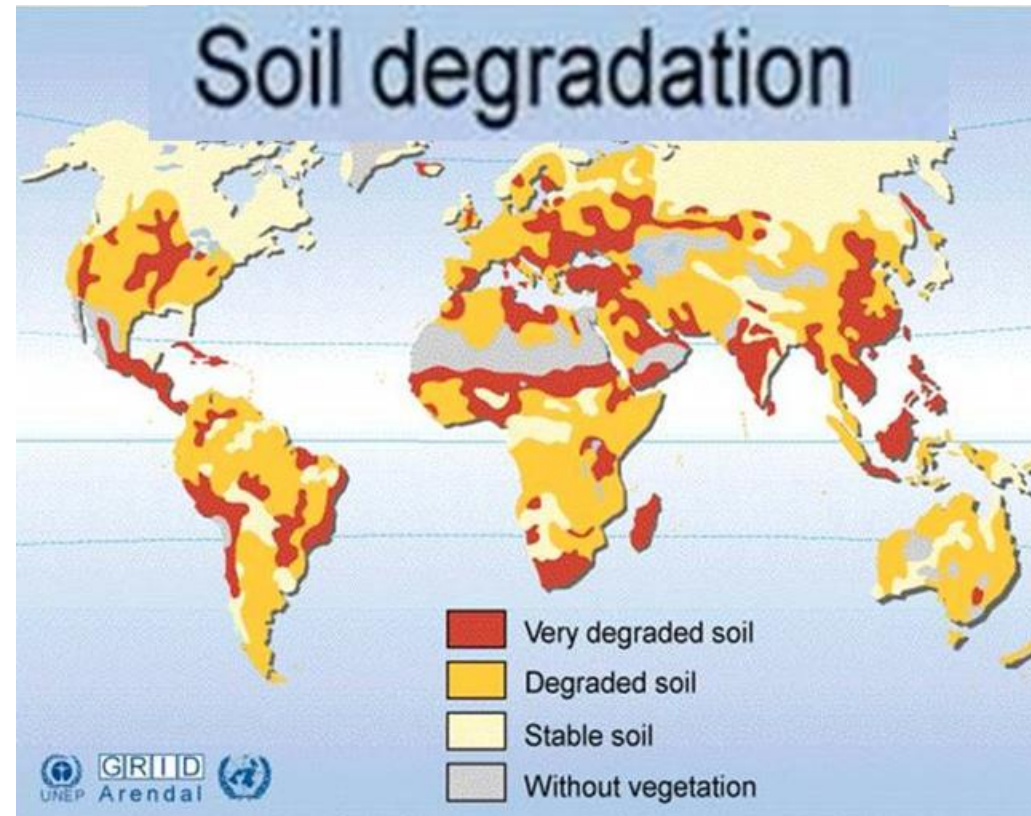 Soil degradation
Very degraded soil
Degraded soil
Stable soil
Without vegetation
UNEP
GRID
Arendal